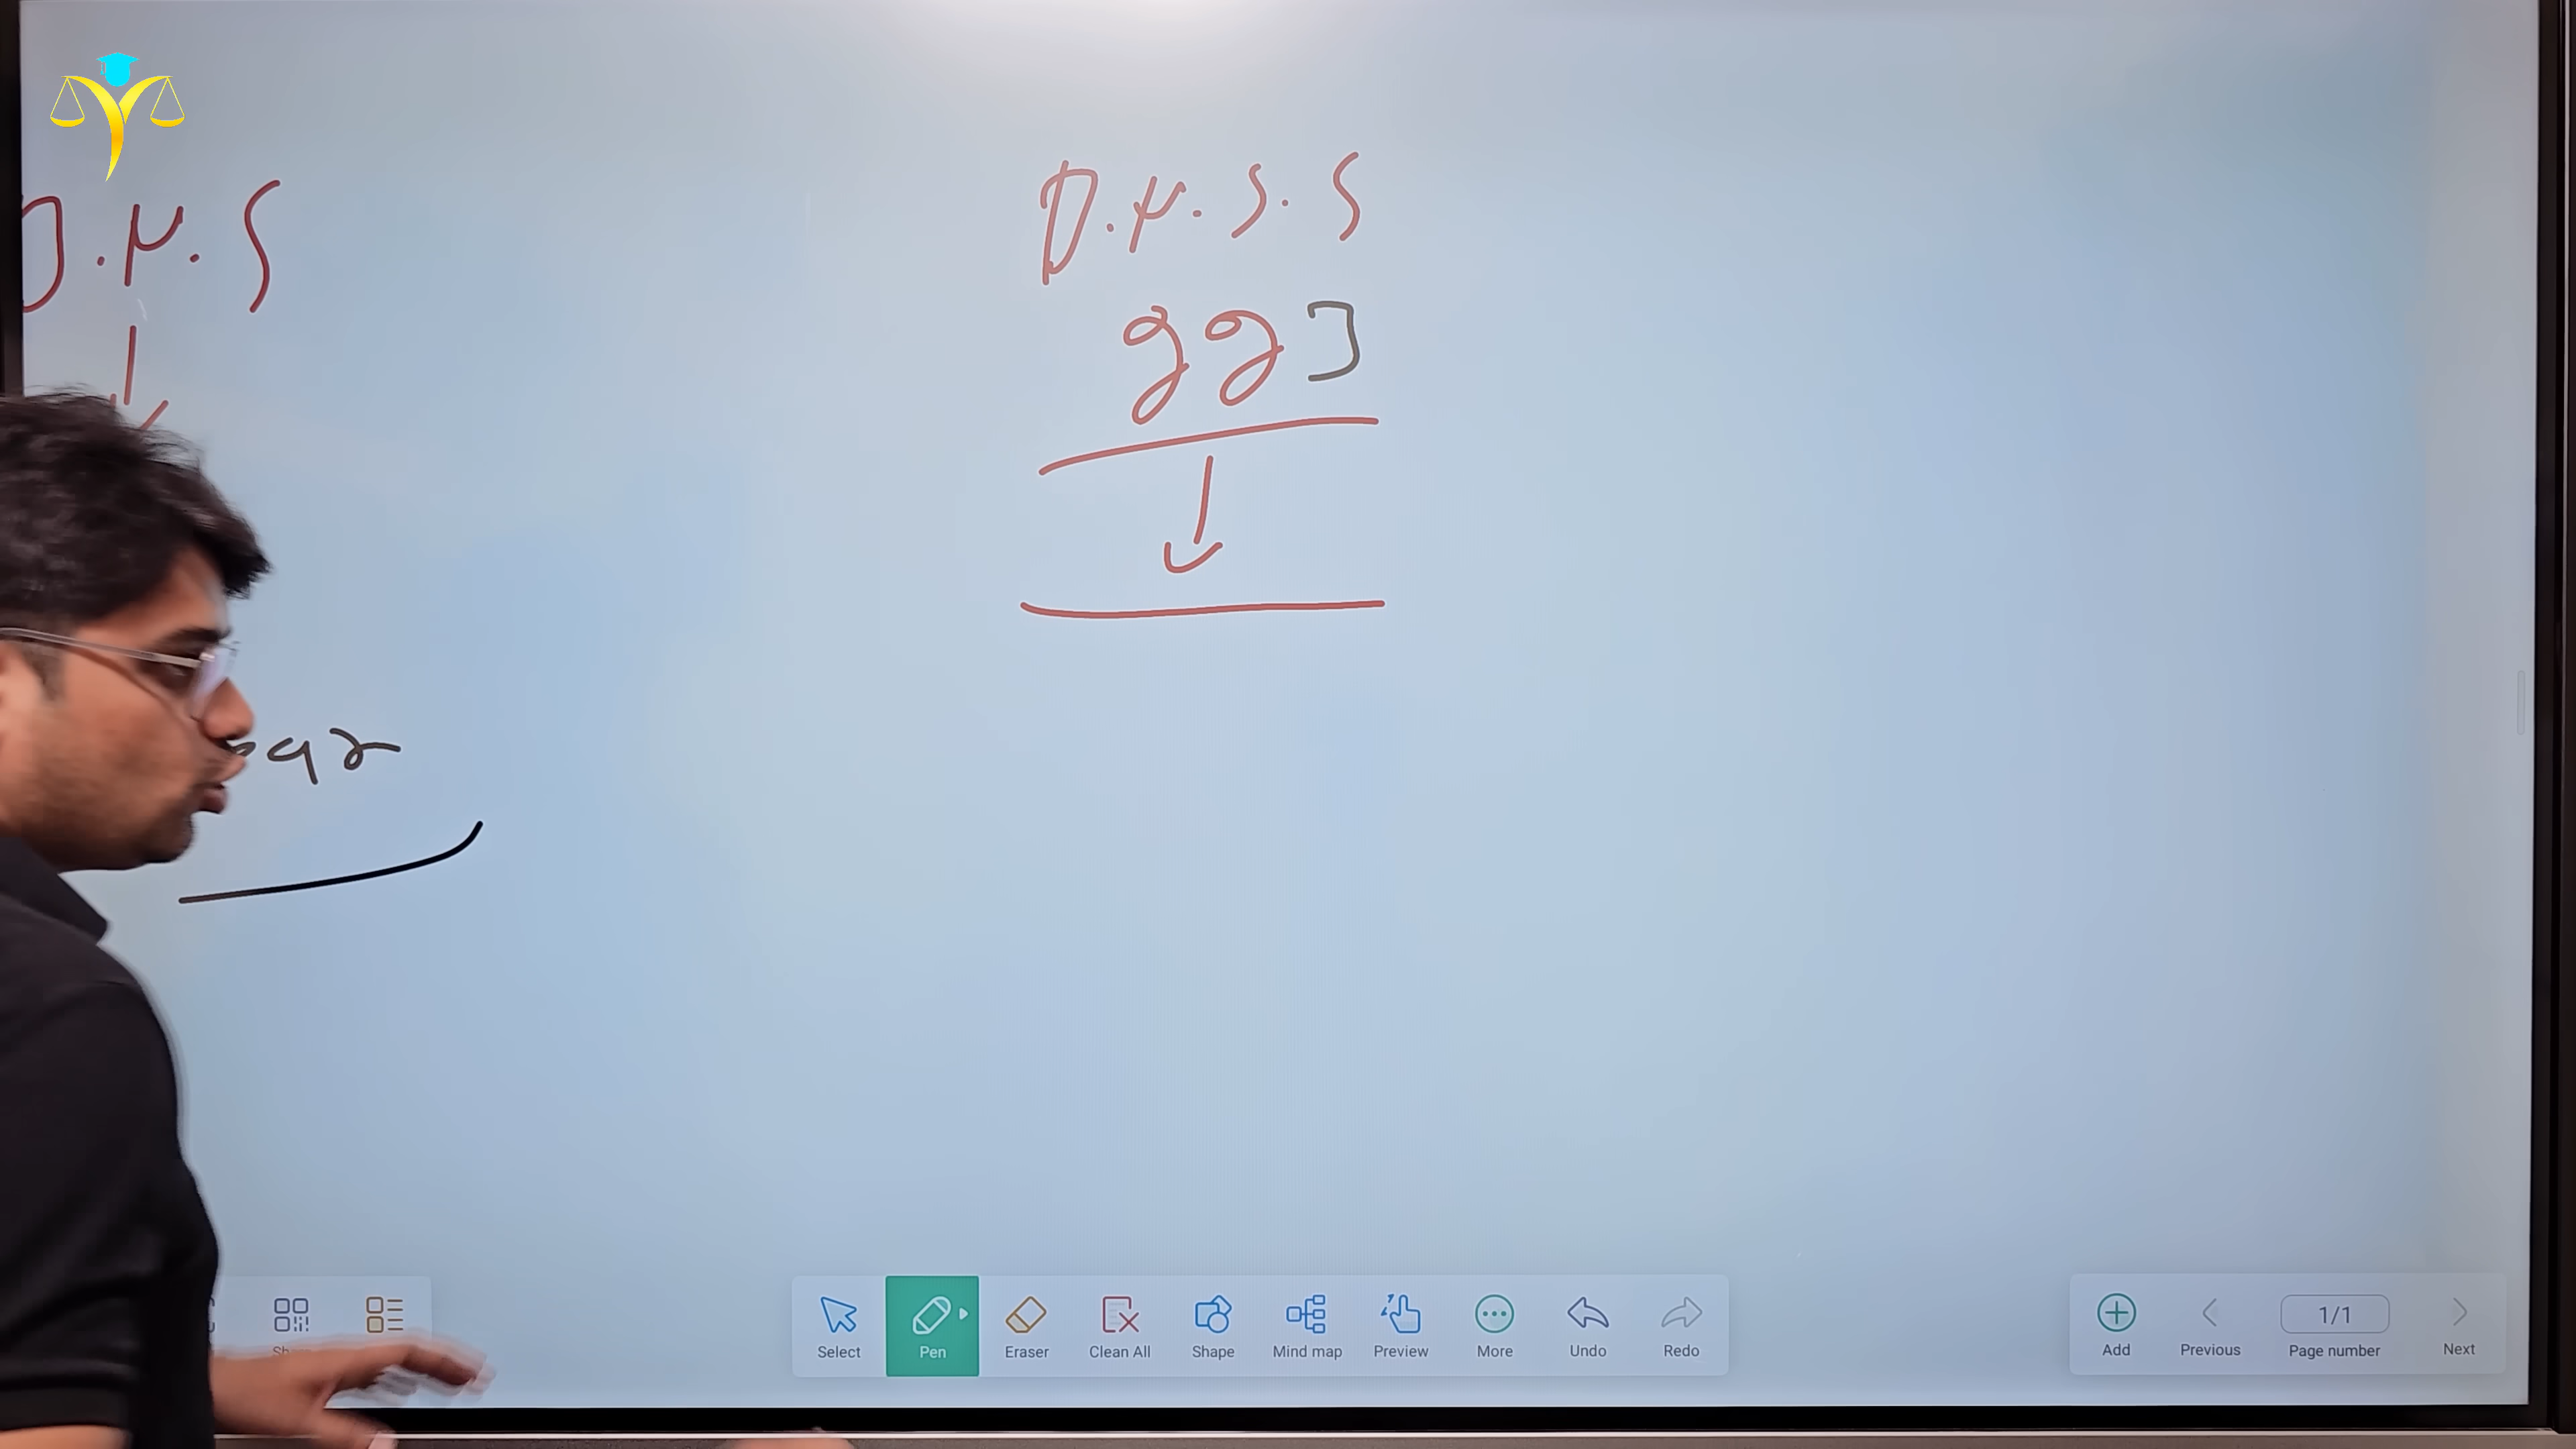 D.H.S
D.H.S.S
Select
Pen
Eraser
Clean All
Shape
Mind map
Preview
More
Undo
Redo
Add
Previous
1/1
Page number
Next